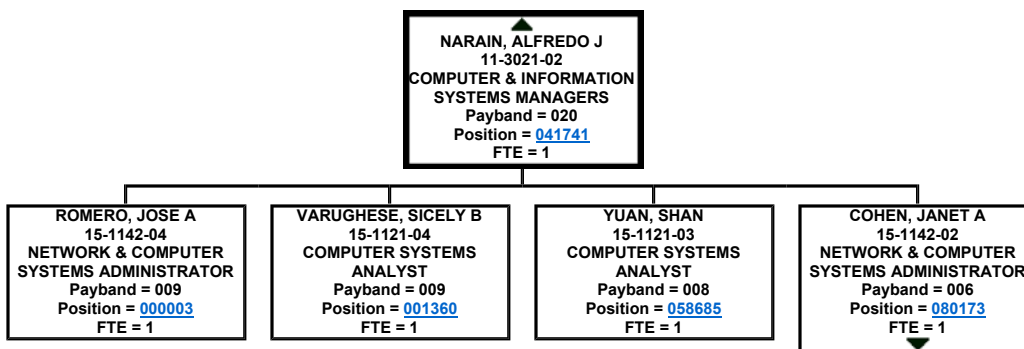 NARAIN, ALFREDO J
11-3021-02
COMPUTER & INFORMATION
SYSTEMS MANAGERS
Payband = 020
Position = 041741
FTE = 1
ROMERO, JOSE A
15-1142-04
NETWORK & COMPUTER
SYSTEMS ADMINISTRATOR
Payband = 009
Position = 000003
FTE = 1
VARUGHESE, SICELY B
15-1121-04
COMPUTER SYSTEMS
ANALYST
Payband = 009
Position = 001360
FTE = 1
YUAN, SHAN
15-1121-03
COMPUTER SYSTEMS
ANALYST
Payband = 008
Position = 058685
FTE = 1
COHEN, JANET A
15-1142-02
NETWORK & COMPUTER
SYSTEMS ADMINISTRATOR
Payband = 006
Position = 080173
FTE = 1